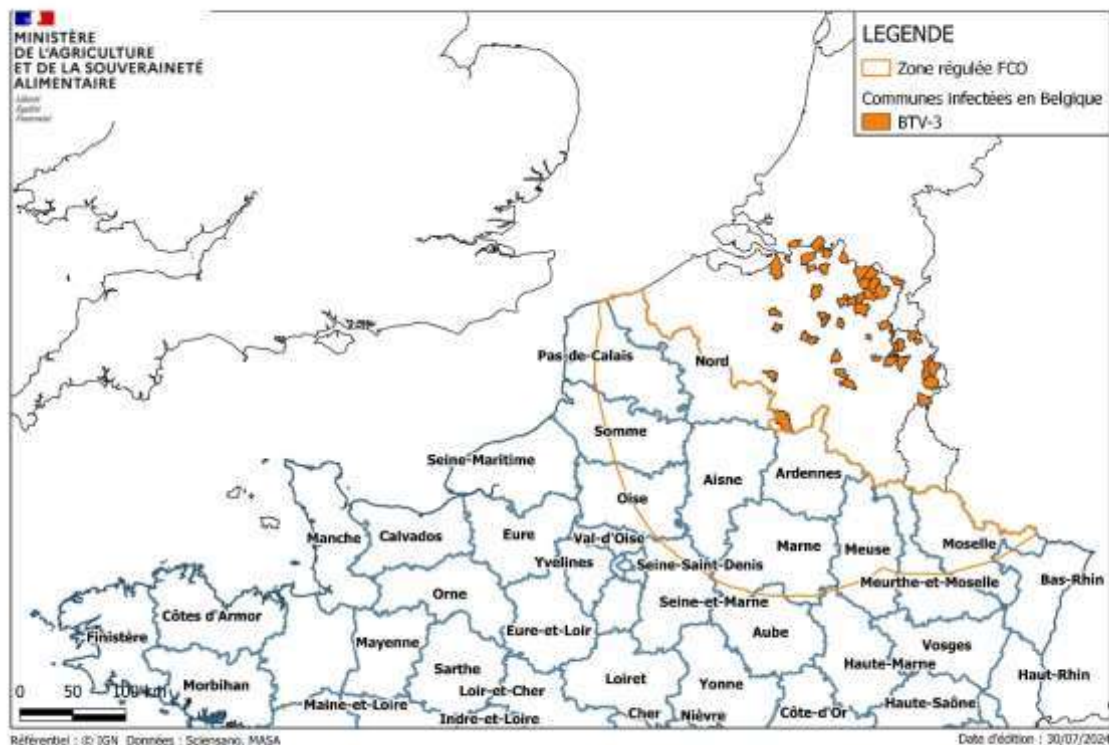 MINISTÈRE
DE L'AGRICULTURE
ET DE LA SOUVERAINETÉ
ALIMENTAIRE
Liberté
Égalité
Fraternité
LEGENDE
Zone régulée FCO
Communes infectées en Belgique
BTV-3
Pas-de-Calais
Nord
Somme
Seine-Maritime
Aisne
Ardennes
Oise
Manche
Calvados
Eure
Val-d'Oise
Marne
Meuse
Moselle
Yvelines
Seine-Saint-Denis
Bas-Rhin
Meurthe-et-Moselle
Orne
Seine-et-Marne
Côtes d'Armor
Aube
Finistère
Eure-et-Loir
Mayenne
Vosges
Haute-Marne
Sarthe
Haut-Rhin
Morbihan
Loiret
Yonne
Loir-et-Cher
Haute-Saône
Maine-et-Loire
Cher
Nièvre
Côte-d'Or
Indre-et-Loire
0 50 100 km
Référentiel : © IGN Données : Sciensano, MASA
Date d'édition : 30/07/2024